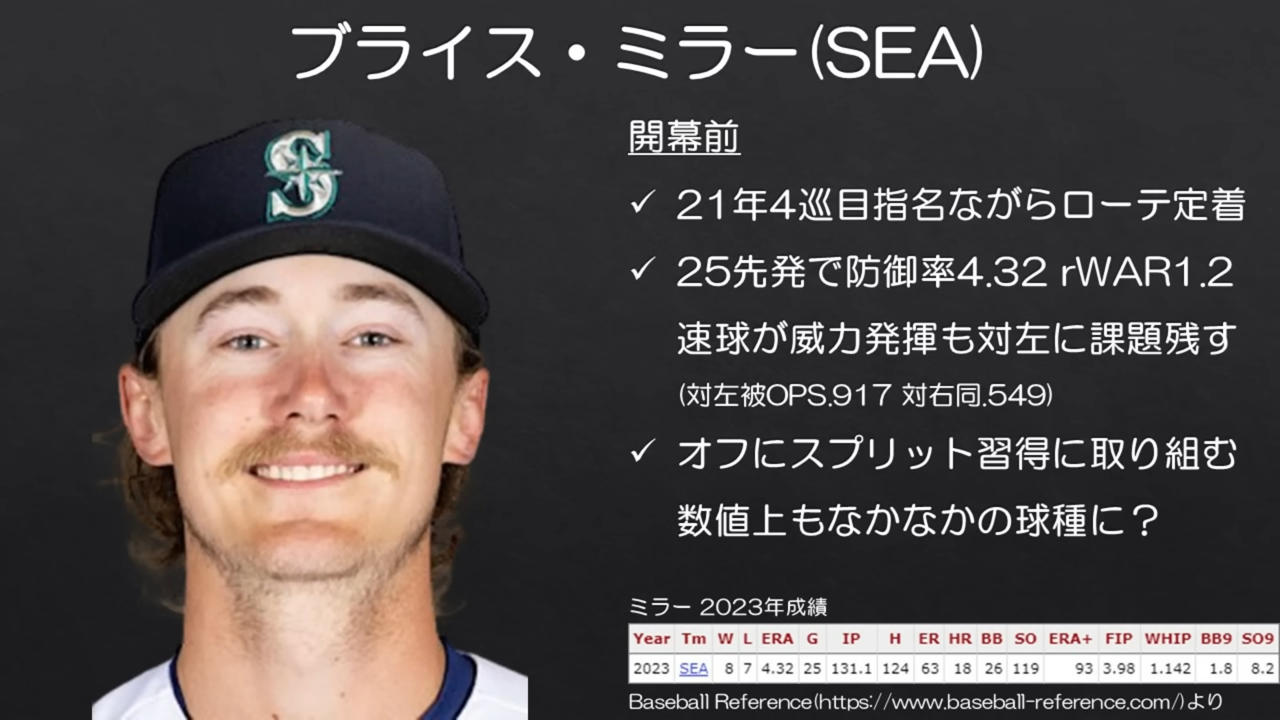 ブライス・ミラー(SEA)
開幕前
✓ 21年4巡目指名ながらローテ定着
✓ 25先発で防御率4.32 rWAR1.2
速球が威力発揮も対左に課題残す
(対左被OPS.917 対右同.549)
✓ オフにスプリット習得に取り組む
数値上もなかなかの球種に？
ミラー 2023年成績
Year Tm W L ERA G IP H ER HR BB SO ERA+ FIP WHIP BB9 SO9
2023 SEA 8 7 4.32 25 131.1 124 63 18 26 119 93 3.98 1.142 1.8 8.2
Baseball Reference(https://www.baseball-reference.com/)より
S